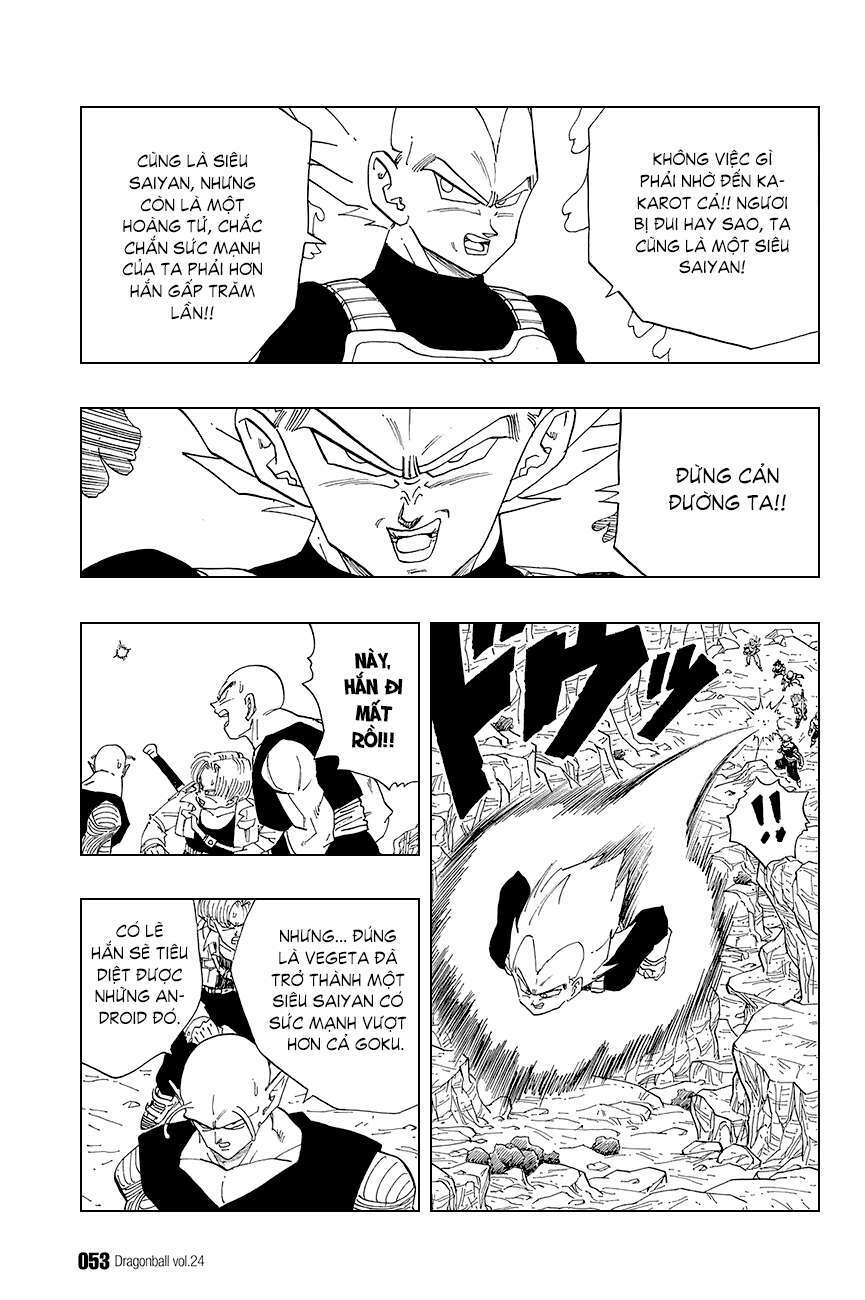 KHÔNG VIỆC GÌ
PHẢI NHỜ ĐẾN KA-
KAROT CẢ!! NGƯƠI
BỊ ĐUI HAY SAO, TA
CŨNG LÀ MỘT SIÊU
SAIYAN!
CŨNG LÀ SIÊU
SAIYAN, NHƯNG
CÒN LÀ MỘT
HOÀNG TỬ, CHẮC
CHẮN SỨC MẠNH
CỦA TA PHẢI HƠN
HẮN GẤP TRĂM
LẦN!!
ĐỪNG CẢN
ĐƯỜNG TA!!
ドウッ
!!
NÀY,
HẮN ĐI
MẤT
RỒI!!
NHƯNG... ĐÚNG
LÀ VEGETA ĐÃ
TRỞ THÀNH MỘT
SIÊU SAIYAN CÓ
SỨC MẠNH VƯỢT
HƠN CẢ GOKU.
CÓ LẼ
HẮN SẼ TIÊU
DIỆT ĐƯỢC
NHỮNG AN-
DROID ĐÓ.
053 Dragonball vol.24